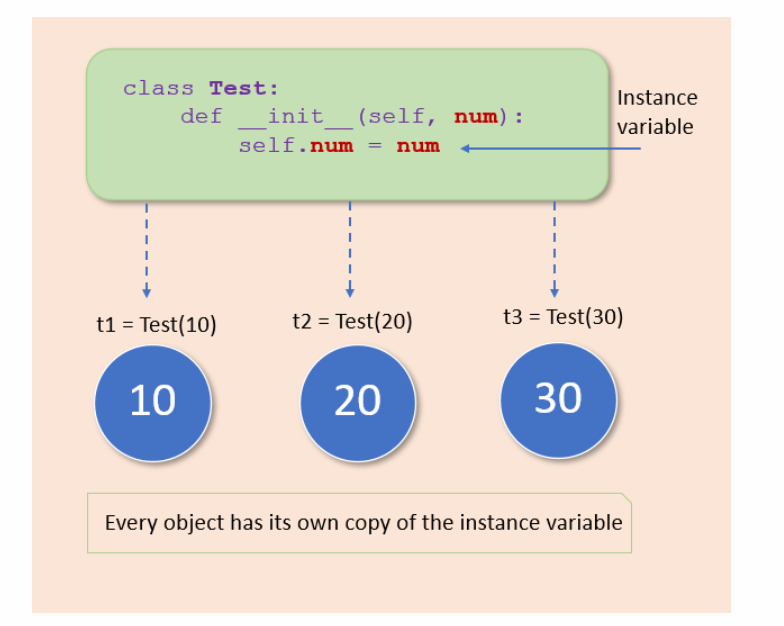 class Test:
    def __init__(self, num):
        self.num = num
Instance
variable
t1 = Test(10)
t2 = Test(20)
t3 = Test(30)
10
20
30
Every object has its own copy of the instance variable